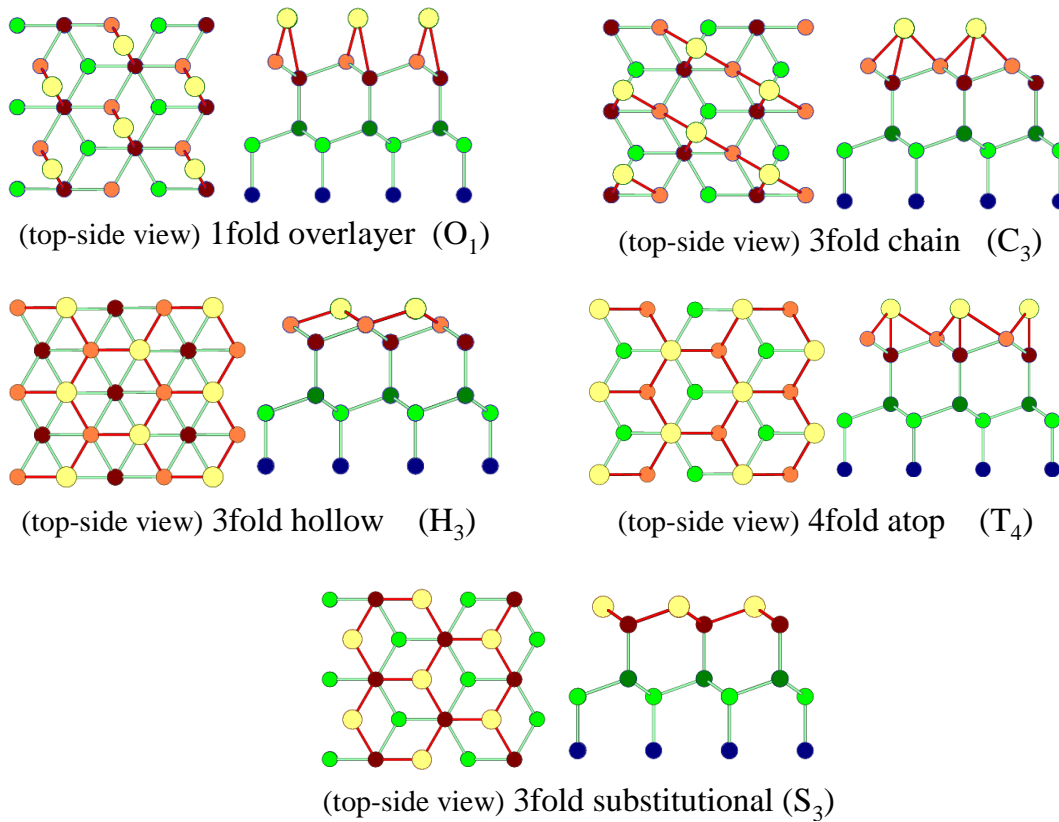 (top-side view) 1fold overlayer (O₁)
(top-side view) 3fold chain (C₃)
(top-side view) 3fold hollow (H₃)
(top-side view) 4fold atop (T₄)
(top-side view) 3fold substitutional (S₃)